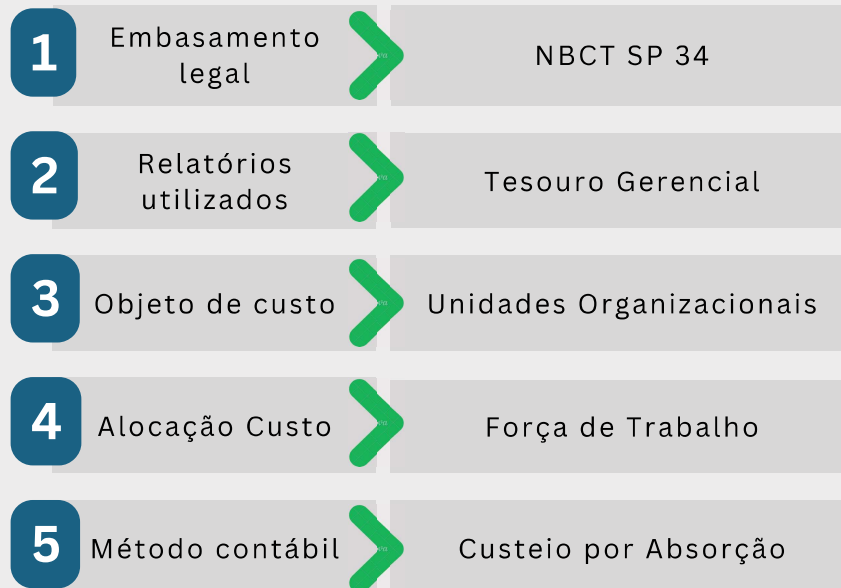 1
Embasamento
legal
NBCT SP 34
2
Relatórios
utilizados
Tesouro Gerencial
3
Objeto de custo
Unidades Organizacionais
4
Alocação Custo
Força de Trabalho
5
Método contábil
Custeio por Absorção